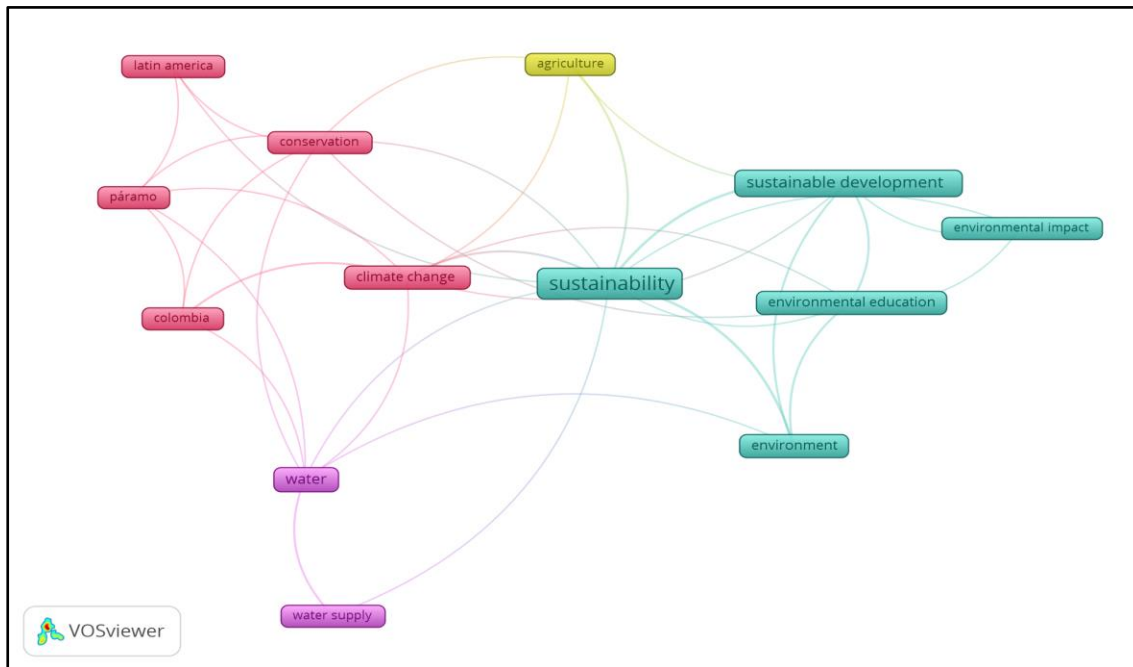 latin america
agriculture
conservation
sustainable development
páramo
environmental impact
climate change
sustainability
environmental education
colombia
environment
water
water supply
VOSviewer